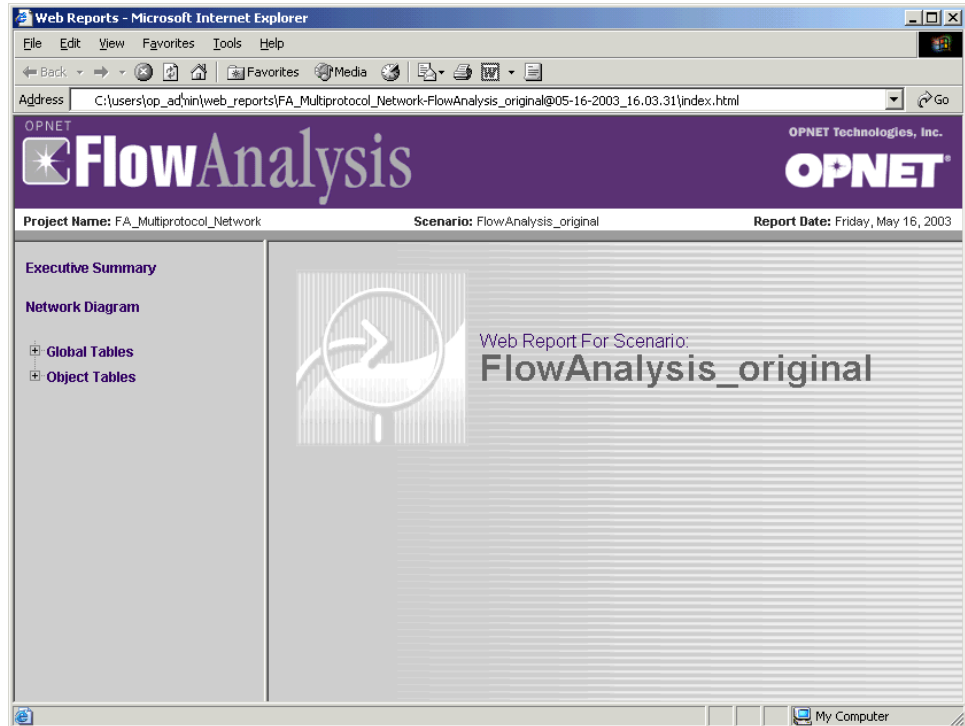 Web Reports - Microsoft Internet Explorer
File Edit View Favorites Tools Help
Back Favorites Media
Address C:\users\op_admin\web_reports\FA_Multiprotocol_Network-FlowAnalysis_original@05-16-2003_16.03.31\index.html Go
OPNET
FlowAnalysis
OPNET Technologies, Inc.
OPNET®
Project Name: FA_Multiprotocol_Network Scenario: FlowAnalysis_original Report Date: Friday, May 16, 2003
Executive Summary
Network Diagram
Global Tables
Object Tables
Web Report For Scenario:
FlowAnalysis_original
My Computer